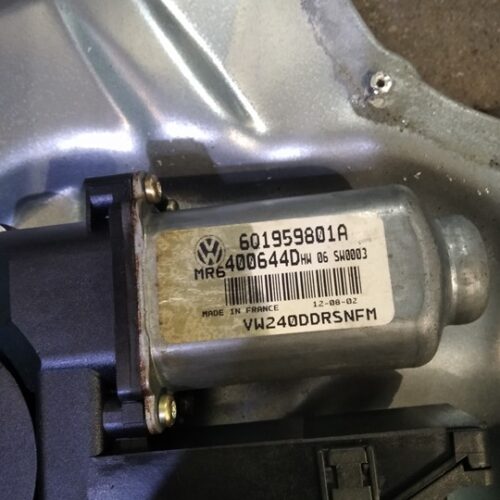 6Q1959801A
MR6400644D HW 06 SW0003
MADE IN FRANCE 12-08-02
VW240DDRSNFM